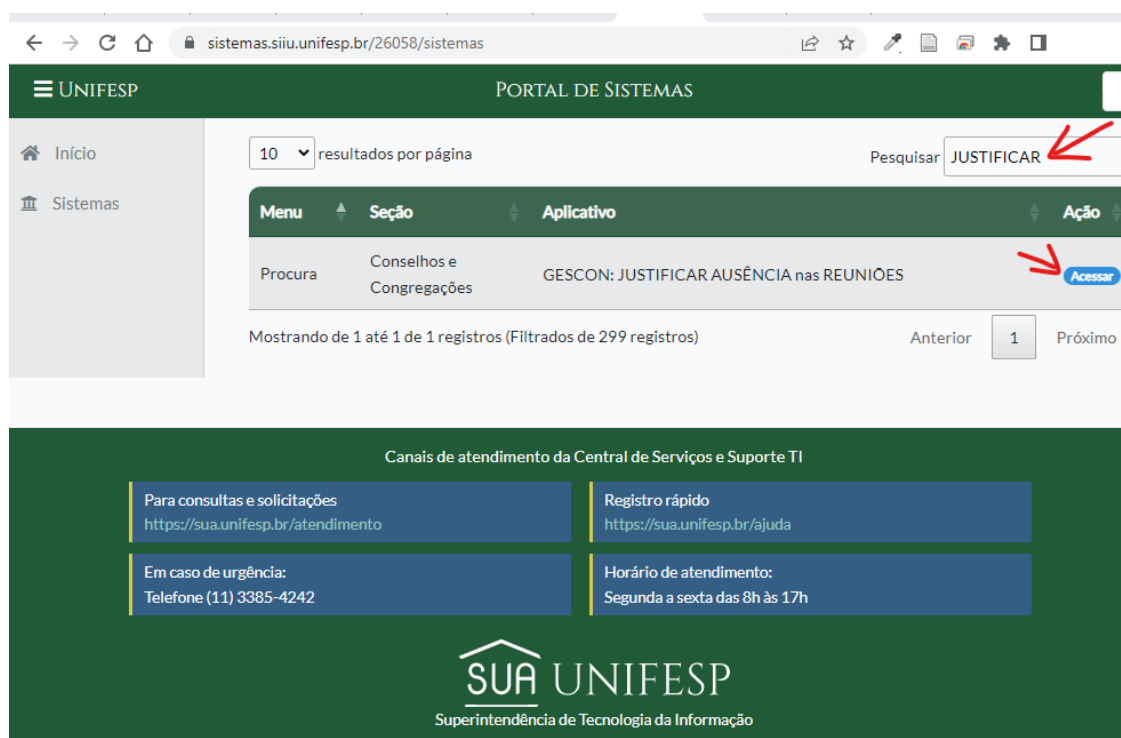 sistemas.siiu.unifesp.br/26058/sistemas
UNIFESP
PORTAL DE SISTEMAS
Início
Sistemas
10 resultados por página
Pesquisar JUSTIFICAR
Menu Seção Aplicativo Ação
Procura Conselhos e Congregações GESCON: JUSTIFICAR AUSÊNCIA nas REUNIÕES Acessar
Mostrando de 1 até 1 de 1 registros (Filtrados de 299 registros)
Anterior 1 Próximo
Canais de atendimento da Central de Serviços e Suporte TI
Para consultas e solicitações
https://sua.unifesp.br/atendimento
Registro rápido
https://sua.unifesp.br/ajuda
Em caso de urgência:
Telefone (11) 3385-4242
Horário de atendimento:
Segunda a sexta das 8h às 17h
SUA UNIFESP
Superintendência de Tecnologia da Informação